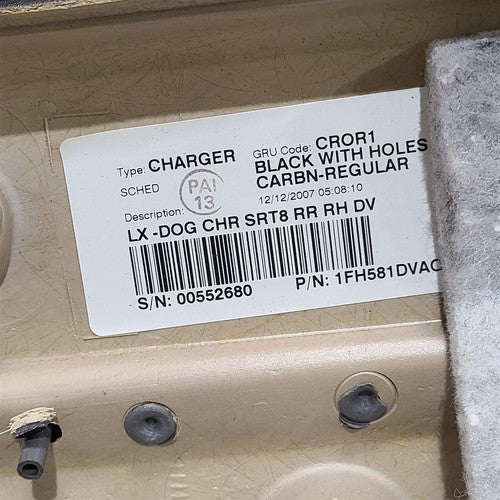 Type: CHARGER
GRU Code: CROR1
SCHED
PAI
13
BLACK WITH HOLES
CARBN-REGULAR
12/12/2007 05:08:10
Description:
LX -DOG CHR SRT8 RR RH DV
S/N: 00552680
P/N: 1FH581DVAC